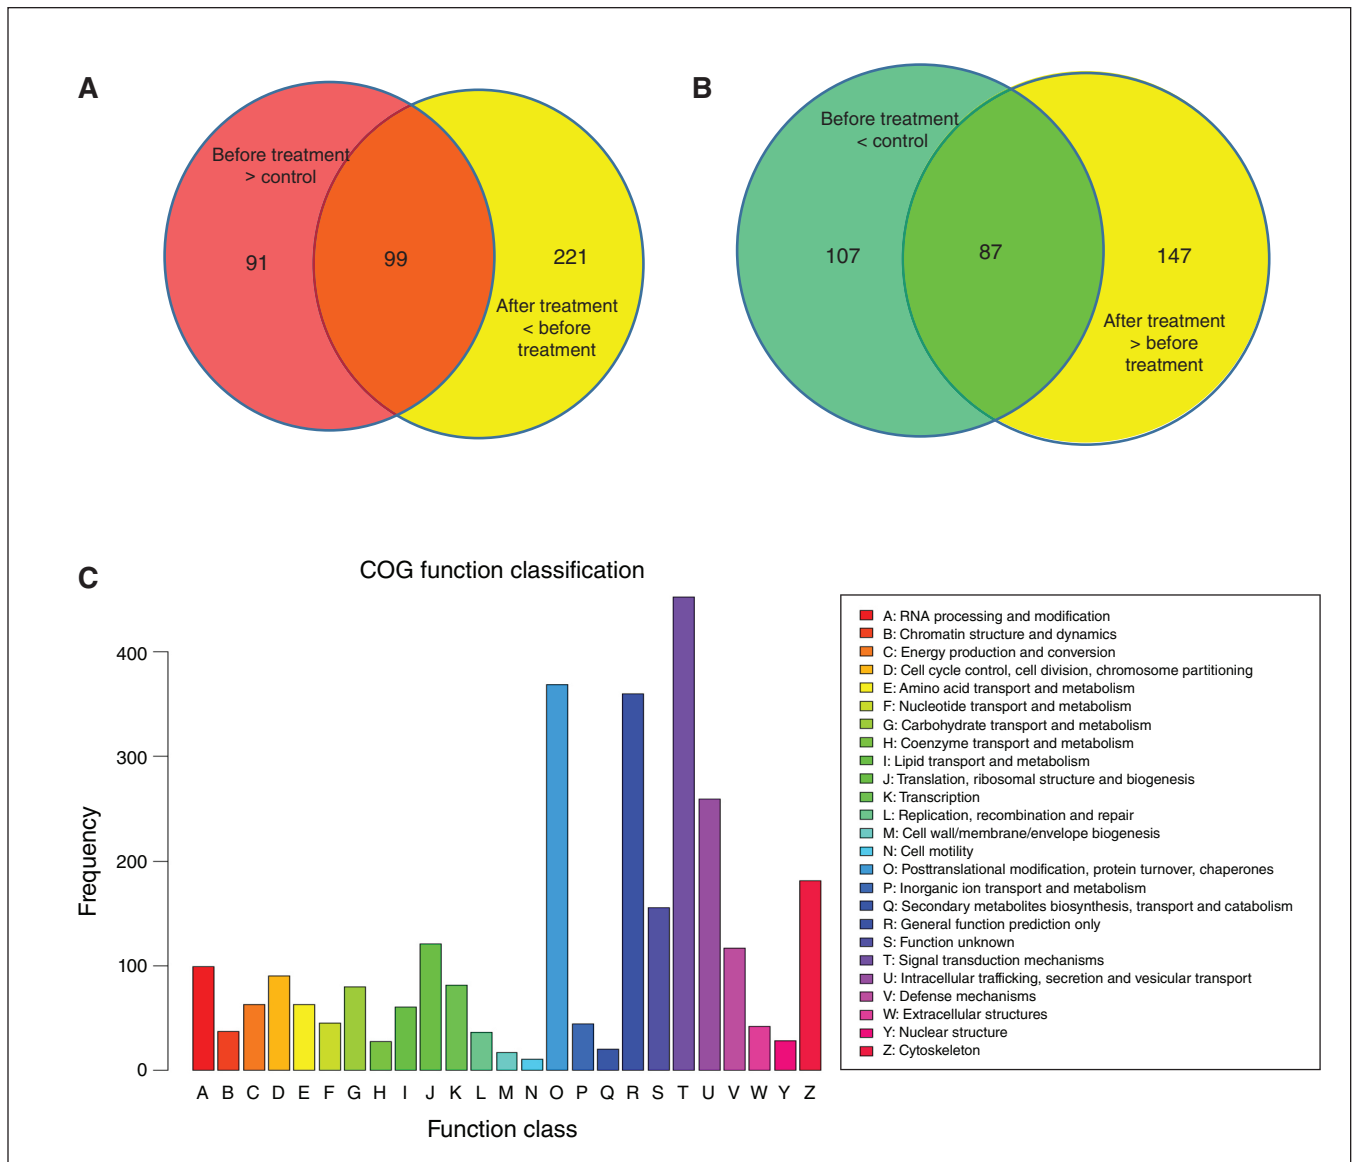 A
Before treatment
> control
91
99
221
After treatment
< before
treatment
B
Before treatment
< control
107
87
147
After treatment
> before
treatment
C
COG function classification
Frequency
400
300
200
100
0
A B C D E F G H I J K L M N O P Q R S T U V W Y Z
Function class
A: RNA processing and modification
B: Chromatin structure and dynamics
C: Energy production and conversion
D: Cell cycle control, cell division, chromosome partitioning
E: Amino acid transport and metabolism
F: Nucleotide transport and metabolism
G: Carbohydrate transport and metabolism
H: Coenzyme transport and metabolism
I: Lipid transport and metabolism
J: Translation, ribosomal structure and biogenesis
K: Transcription
L: Replication, recombination and repair
M: Cell wall/membrane/envelope biogenesis
N: Cell motility
O: Posttranslational modification, protein turnover, chaperones
P: Inorganic ion transport and metabolism
Q: Secondary metabolites biosynthesis, transport and catabolism
R: General function prediction only
S: Function unknown
T: Signal transduction mechanisms
U: Intracellular trafficking, secretion and vesicular transport
V: Defense mechanisms
W: Extracellular structures
Y: Nuclear structure
Z: Cytoskeleton